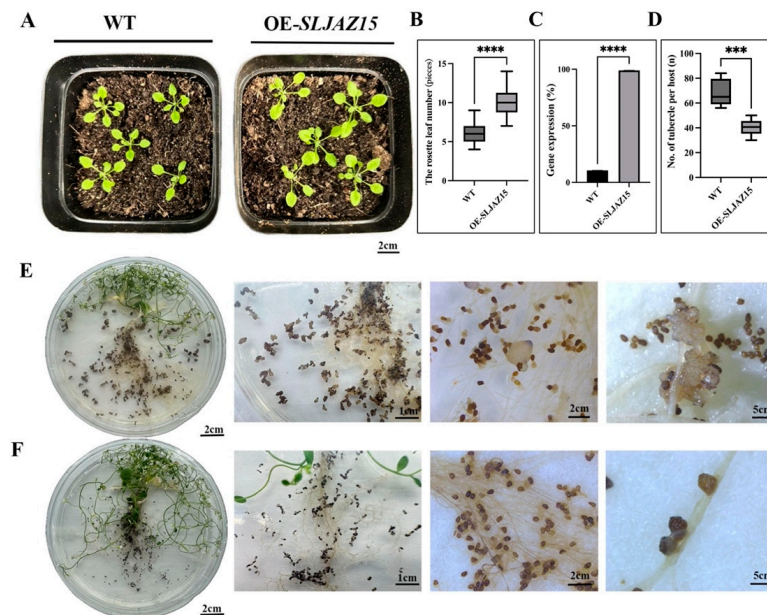 A
WT
OE-SLJAZ15
2cm
B
****
The rosette leaf number (pieces)
15
10
5
0
WT
OE-SLJAZ15
C
****
Gene expression (%)
100
50
0
WT
OE-SLJAZ15
D
***
No. of tubercle per host (n)
100
80
60
40
20
0
WT
OE-SLJAZ15
E
2cm
1cm
2cm
5cm
F
2cm
1cm
2cm
5cm